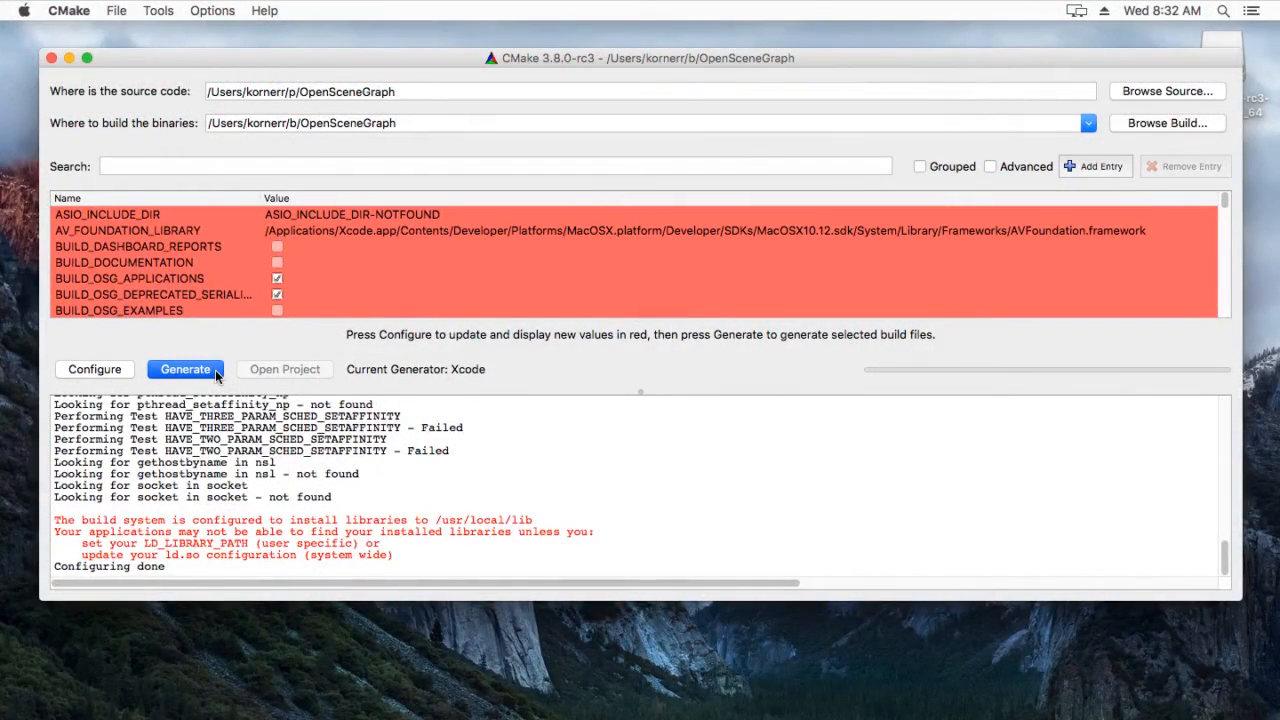 CMake File Tools Options Help Wed 8:32 AM
CMake 3.8.0-rc3 - /Users/kornerr/b/OpenSceneGraph
Where is the source code: /Users/kornerr/p/OpenSceneGraph Browse Source...
-rc3-
_64
Where to build the binaries: /Users/kornerr/b/OpenSceneGraph Browse Build...
Search: Grouped Advanced Add Entry Remove Entry
Name Value
ASIO_INCLUDE_DIR ASIO_INCLUDE_DIR-NOTFOUND
AV_FOUNDATION_LIBRARY /Applications/Xcode.app/Contents/Developer/Platforms/MacOSX.platform/Developer/SDKs/MacOSX10.12.sdk/System/Library/Frameworks/AVFoundation.framework
BUILD_DASHBOARD_REPORTS
BUILD_DOCUMENTATION
BUILD_OSG_APPLICATIONS
BUILD_OSG_DEPRECATED_SERIALI...
BUILD_OSG_EXAMPLES
Press Configure to update and display new values in red, then press Generate to generate selected build files.
Configure Generate Open Project Current Generator: Xcode
Looking for pthread_setaffinity_np
Looking for pthread_setaffinity_np - not found
Performing Test HAVE_THREE_PARAM_SCHED_SETAFFINITY
Performing Test HAVE_THREE_PARAM_SCHED_SETAFFINITY - Failed
Performing Test HAVE_TWO_PARAM_SCHED_SETAFFINITY
Performing Test HAVE_TWO_PARAM_SCHED_SETAFFINITY - Failed
Looking for gethostbyname in nsl
Looking for gethostbyname in nsl - not found
Looking for socket in socket
Looking for socket in socket - not found
The build system is configured to install libraries to /usr/local/lib
Your applications may not be able to find your installed libraries unless you:
set your LD_LIBRARY_PATH (user specific) or
update your ld.so configuration (system wide)
Configuring done